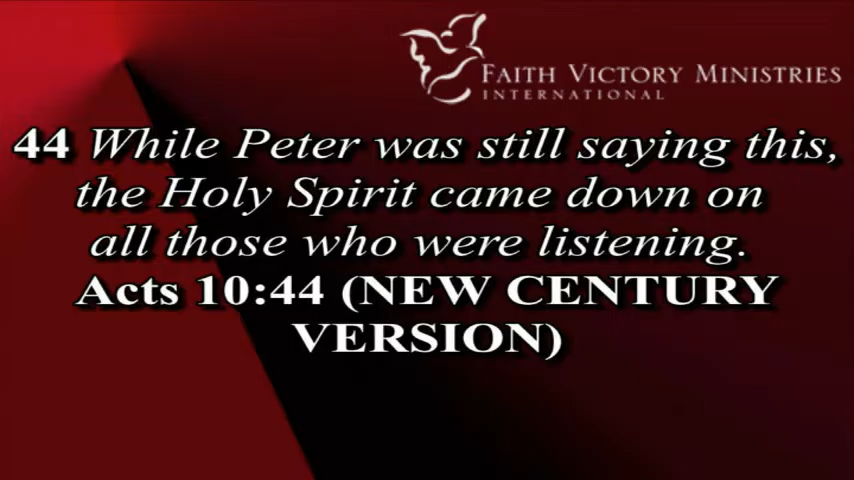 FAITH VICTORY MINISTRIES
INTERNATIONAL
44 While Peter was still saying this,
the Holy Spirit came down on
all those who were listening.
Acts 10:44 (NEW CENTURY
VERSION)